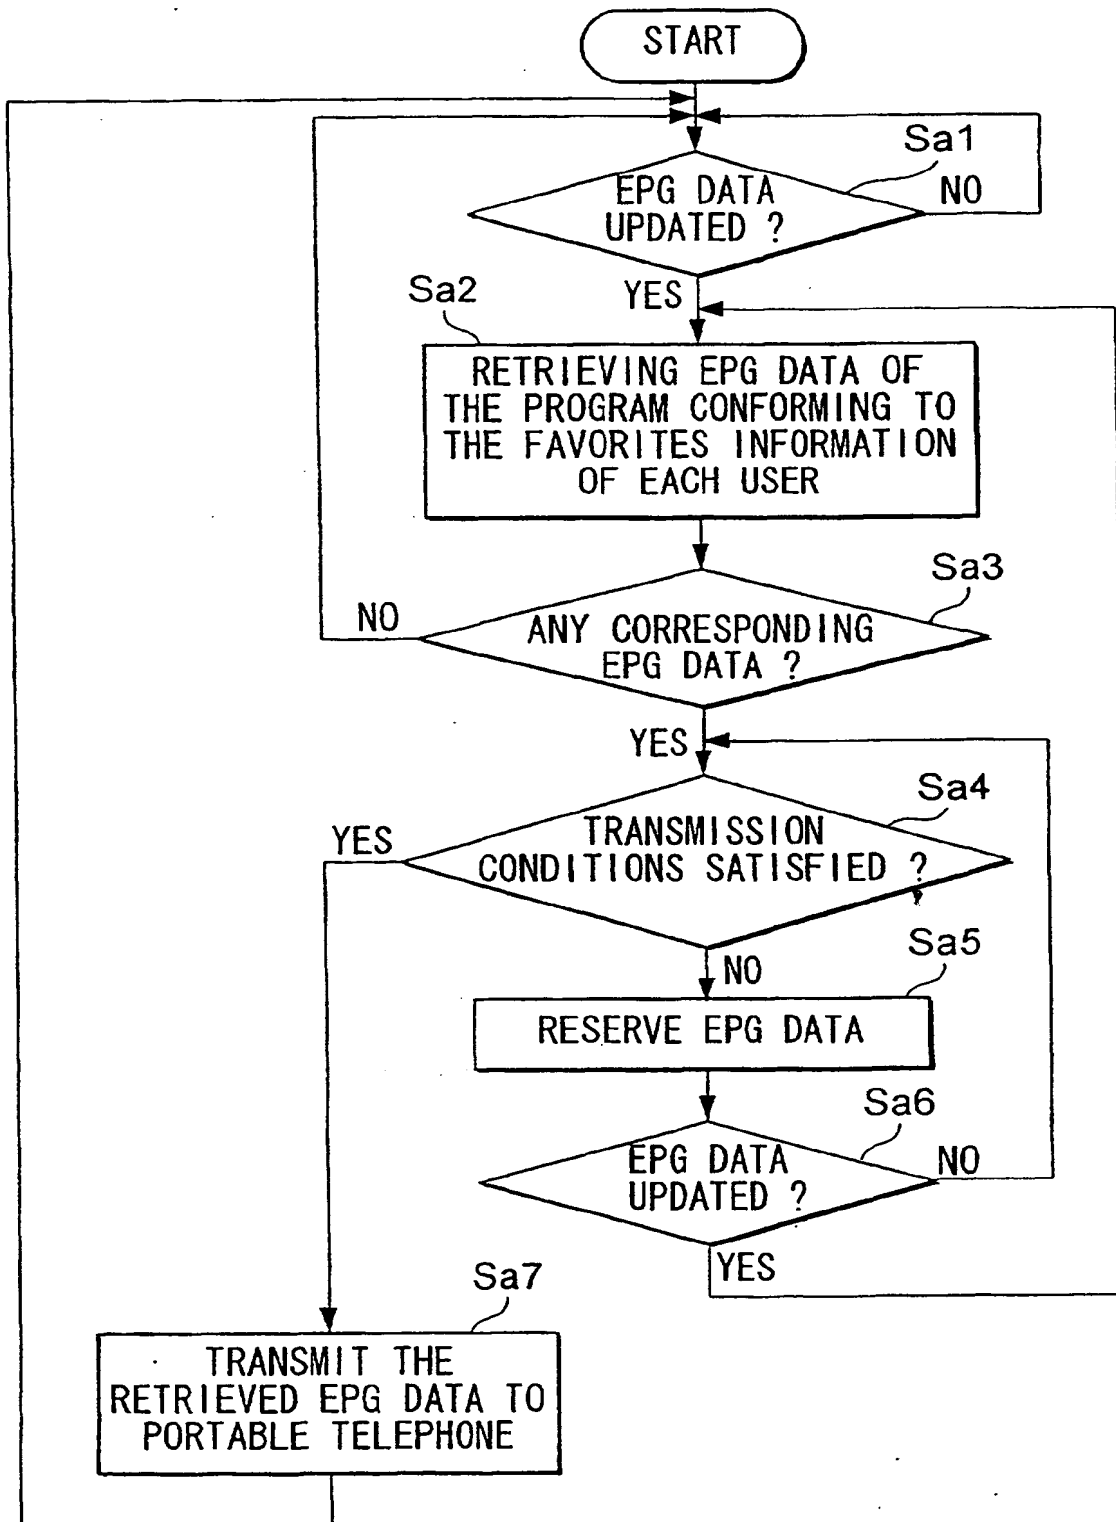 START
Sa1
EPG DATA
UPDATED ?
NO
YES
Sa2
RETRIEVING EPG DATA OF
THE PROGRAM CONFORMING TO
THE FAVORITES INFORMATION
OF EACH USER
Sa3
NO
ANY CORRESPONDING
EPG DATA ?
YES
Sa4
YES
TRANSMISSION
CONDITIONS SATISFIED ?
NO
Sa5
RESERVE EPG DATA
Sa6
EPG DATA
UPDATED ?
NO
YES
Sa7
TRANSMIT THE
RETRIEVED EPG DATA TO
PORTABLE TELEPHONE